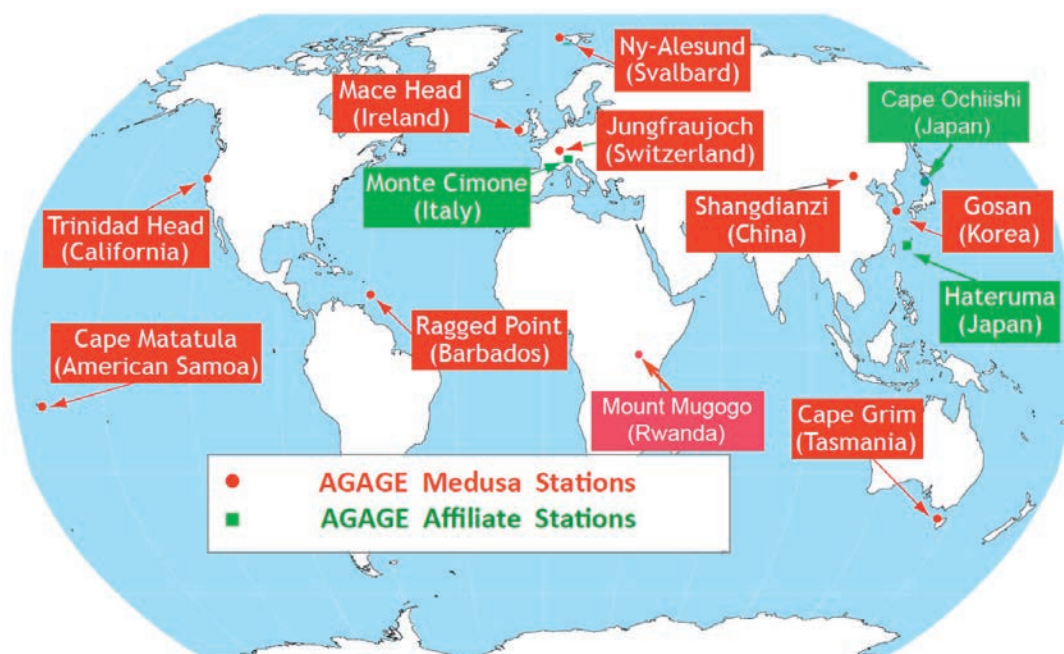 Ny-Alesund
(Svalbard)
Mace Head
(Ireland)
Cape Ochiishi
(Japan)
Jungfraujoch
(Switzerland)
Monte Cimone
(Italy)
Trinidad Head
(California)
Shangdianzi
(China)
Gosan
(Korea)
Hateruma
(Japan)
Cape Matatula
(American Samoa)
Ragged Point
(Barbados)
Mount Mugogo
(Rwanda)
Cape Grim
(Tasmania)
AGAGE Medusa Stations
AGAGE Affiliate Stations